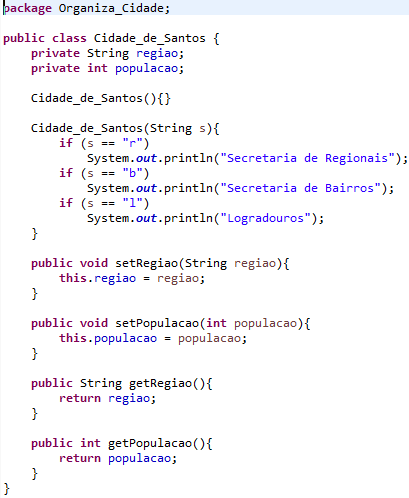 package Organiza_Cidade;
public class Cidade_de_Santos {
private String regiao;
private int populacao;
Cidade_de_Santos(){}
Cidade_de_Santos(String s){
if (s == "r")
System.out.println("Secretaria de Regionais");
if (s == "b")
System.out.println("Secretaria de Bairros");
if (s == "l")
System.out.println("Logradouros");
}
public void setRegiao(String regiao){
this.regiao = regiao;
}
public void setPopulacao(int populacao){
this.populacao = populacao;
}
public String getRegiao(){
return regiao;
}
public int getPopulacao(){
return populacao;
}
}